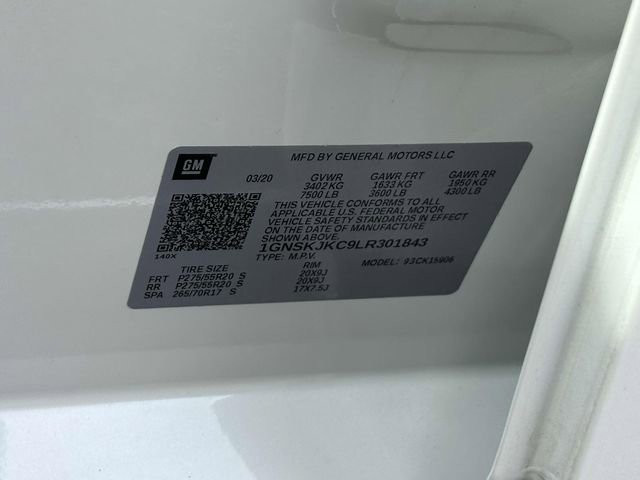 GM
MFD BY GENERAL MOTORS LLC
03/20 GVWR GAWR FRT GAWR RR
3402 KG 1633 KG 1950 KG
7500 LB 3600 LB 4300 LB
THIS VEHICLE CONFORMS TO ALL
APPLICABLE U.S. FEDERAL MOTOR
VEHICLE SAFETY STANDARDS IN EFFECT
ON THE DATE OF MANUFACTURE
SHOWN ABOVE.
1GNSKJKC9LR301843
140X
TYPE: M.P.V. MODEL: 93CK15906
TIRE SIZE RIM
FRT P275/55R20 S 20X9J
RR P275/55R20 S 20X9J
SPA 265/70R17 S 17X7.5J